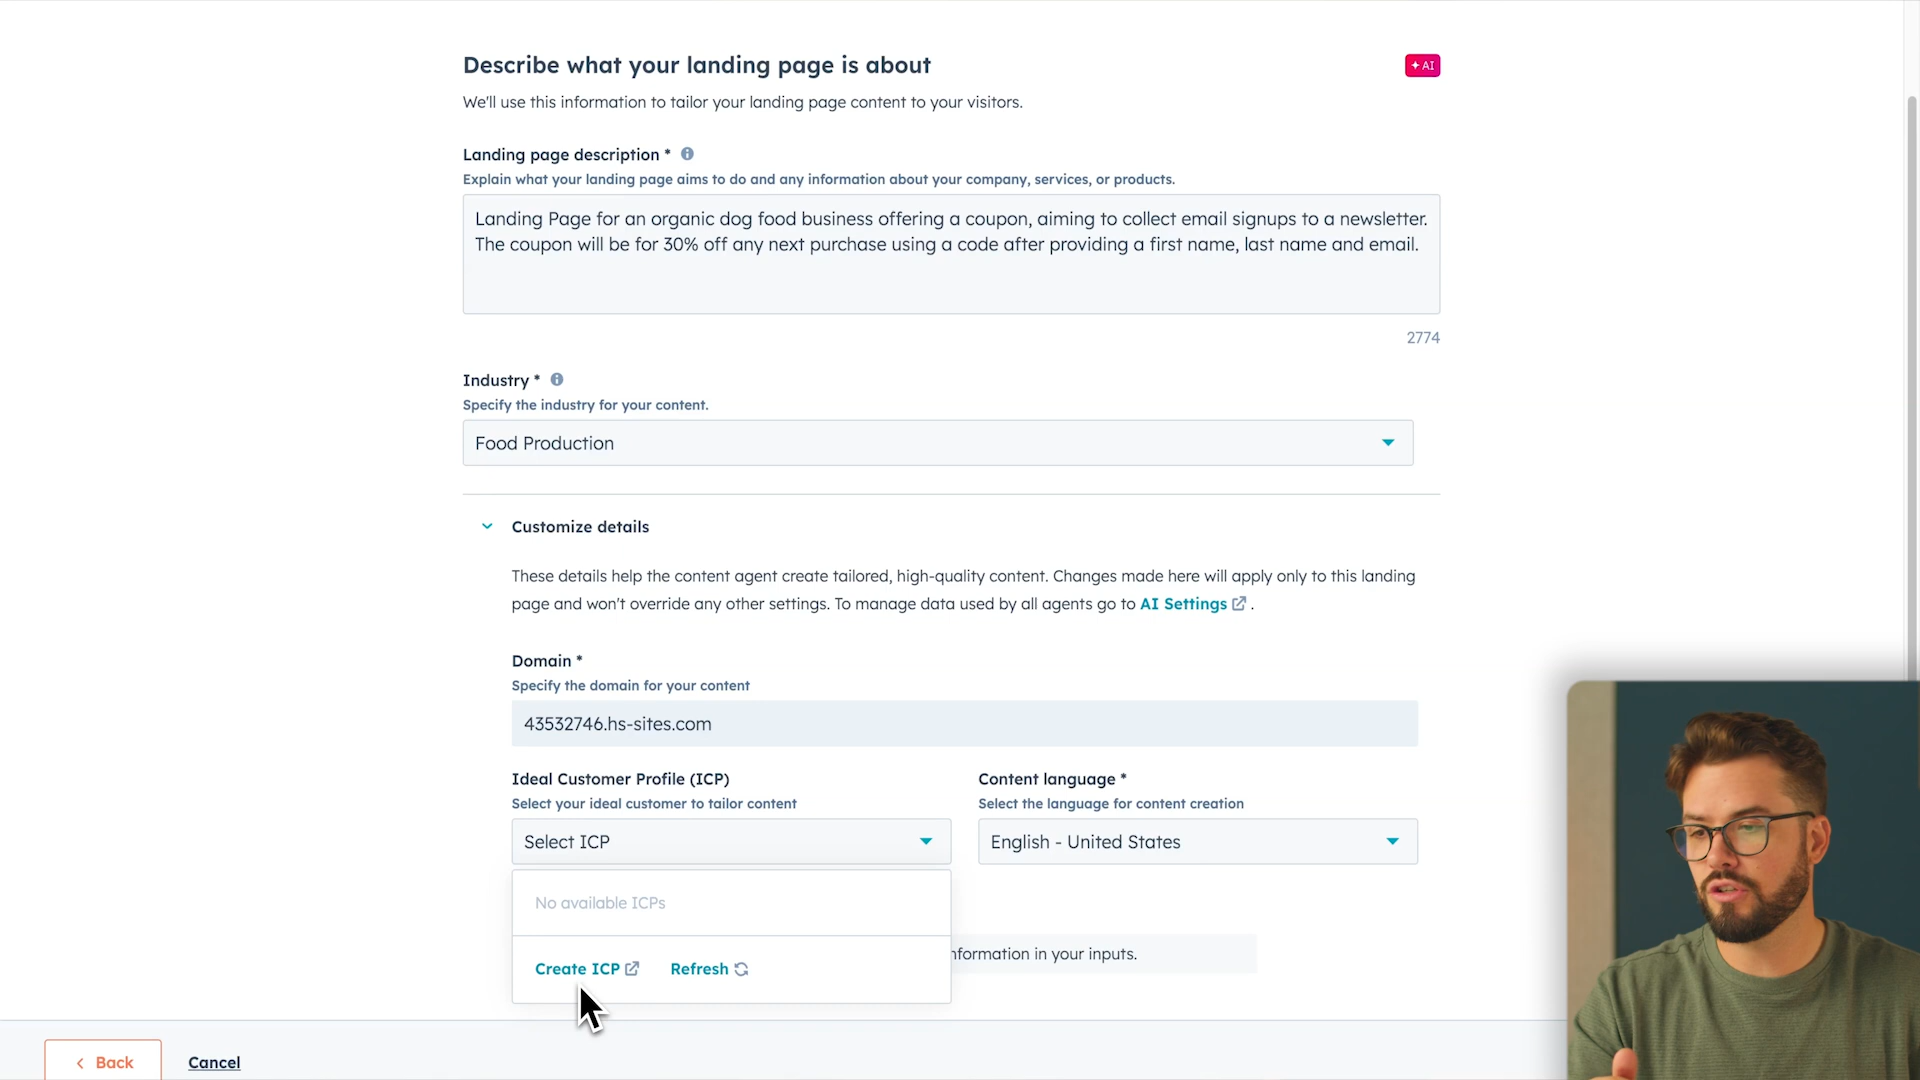 Describe what your landing page is about
AI
We'll use this information to tailor your landing page content to your visitors.
Landing page description *
Explain what your landing page aims to do and any information about your company, services, or products.
Landing Page for an organic dog food business offering a coupon, aiming to collect email signups to a newsletter.
The coupon will be for 30% off any next purchase using a code after providing a first name, last name and email.
2774
Industry *
Specify the industry for your content.
Food Production
Customize details
These details help the content agent create tailored, high-quality content. Changes made here will apply only to this landing
page and won't override any other settings. To manage data used by all agents go to AI Settings .
Domain *
Specify the domain for your content
43532746.hs-sites.com
Ideal Customer Profile (ICP)
Select your ideal customer to tailor content
Select ICP
Content language *
Select the language for content creation
English - United States
No available ICPs
Create ICP
Refresh
information in your inputs.
Back
Cancel